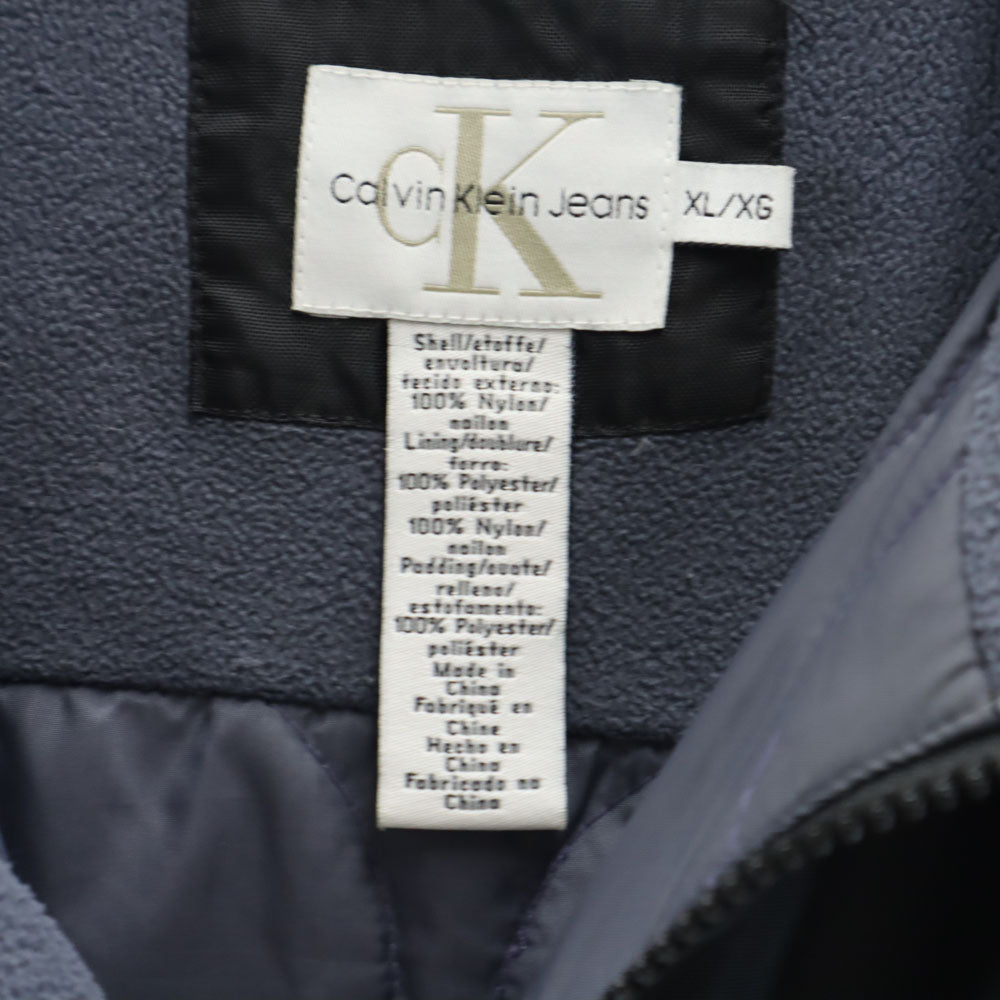 CK
Calvin Klein Jeans
XL/XG
Shell/etoffe/
envoltura/
tecido externo:
100% Nylon/
nailon
Lining/doublure/
forro:
100% Polyester/
poliéster
100% Nylon/
nailon
Padding/ouate/
relleno/
estofamento:
100% Polyester/
poliéster
Made in
China
Fabriqué en
Chine
Hecho en
China
Fabricado na
China